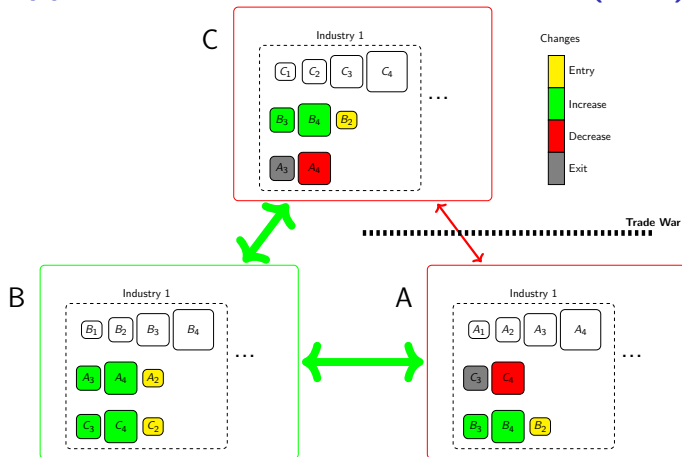 C
Industry 1
C1 C2 C3 C4
B3 B4 B2
...
A3 A4
Changes
Entry
Increase
Decrease
Exit
Trade War
B
Industry 1
B1 B2 B3 B4
A3 A4 A2
...
C3 C4 C2
A
Industry 1
A1 A2 A3 A4
C3 C4
...
B3 B4 B2